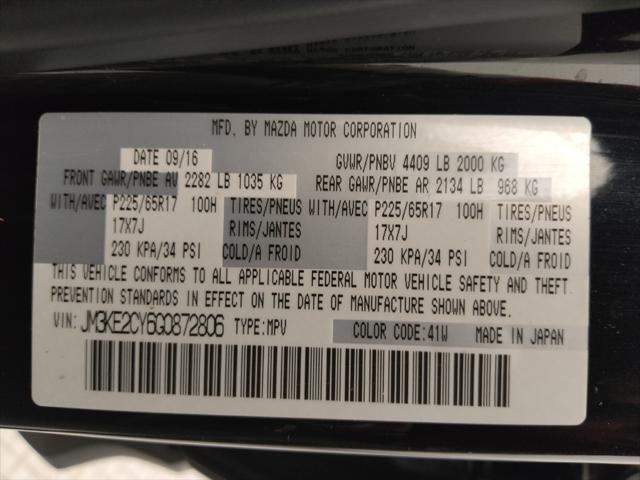 MFD. BY MAZDA MOTOR CORPORATION
DATE 09/16 GVWR/PNBV 4409 LB 2000 KG
FRONT GAWR/PNBE AV 2282 LB 1035 KG REAR GAWR/PNBE AR 2134 LB 968 KG
WITH/AVEC P225/65R17 100H TIRES/PNEUS WITH/AVEC P225/65R17 100H TIRES/PNEUS
17X7J RIMS/JANTES 17X7J RIMS/JANTES
230 KPA/34 PSI COLD/A FROID 230 KPA/34 PSI COLD/A FROID
THIS VEHICLE CONFORMS TO ALL APPLICABLE FEDERAL MOTOR VEHICLE SAFETY AND THEFT
PREVENTION STANDARDS IN EFFECT ON THE DATE OF MANUFACTURE SHOWN ABOVE.
VIN: JM3KE2CY6G0872806 TYPE:MPV COLOR CODE:41W MADE IN JAPAN